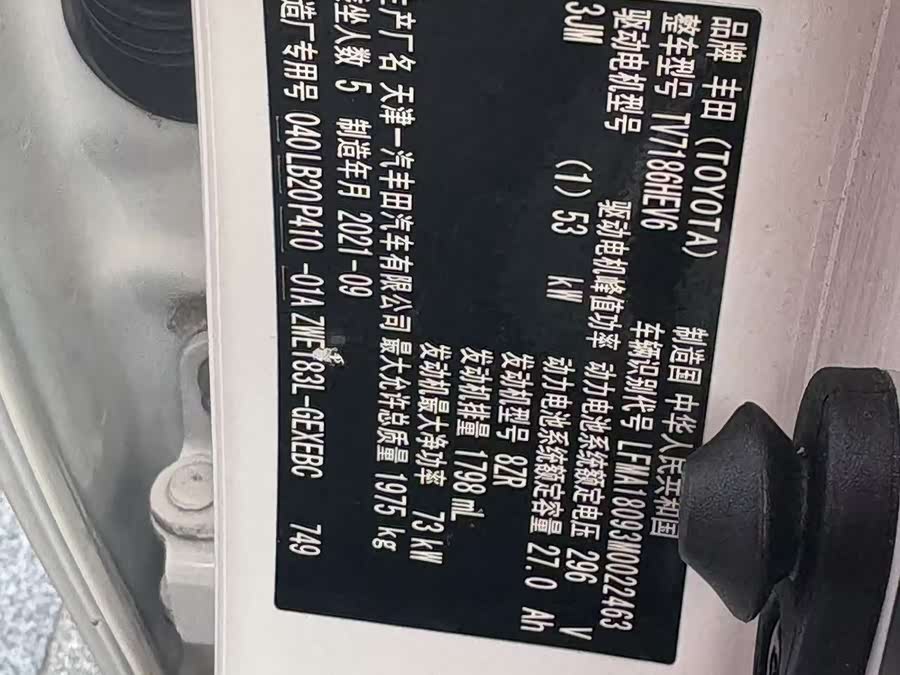 品牌 丰田 (TOYOTA) 制造国 中华人民共和国
整车型号 TV7186HEV6 车辆识别代号 LFMA18093M0022463
驱动电机型号 驱动电机峰值功率 动力电池系统额定电压 296 V
3JM (1) 53 kW 动力电池系统额定容量 27.0 Ah
发动机型号 8ZR
发动机排量 1798 mL
发动机最大净功率 73 kW
产厂名 天津一汽丰田汽车有限公司 最大允许总质量 1975 kg
坐人数 5 制造年月 2021-09
造厂专用号 040LB20P410 -01A ZWE183L-GEXEBC 749